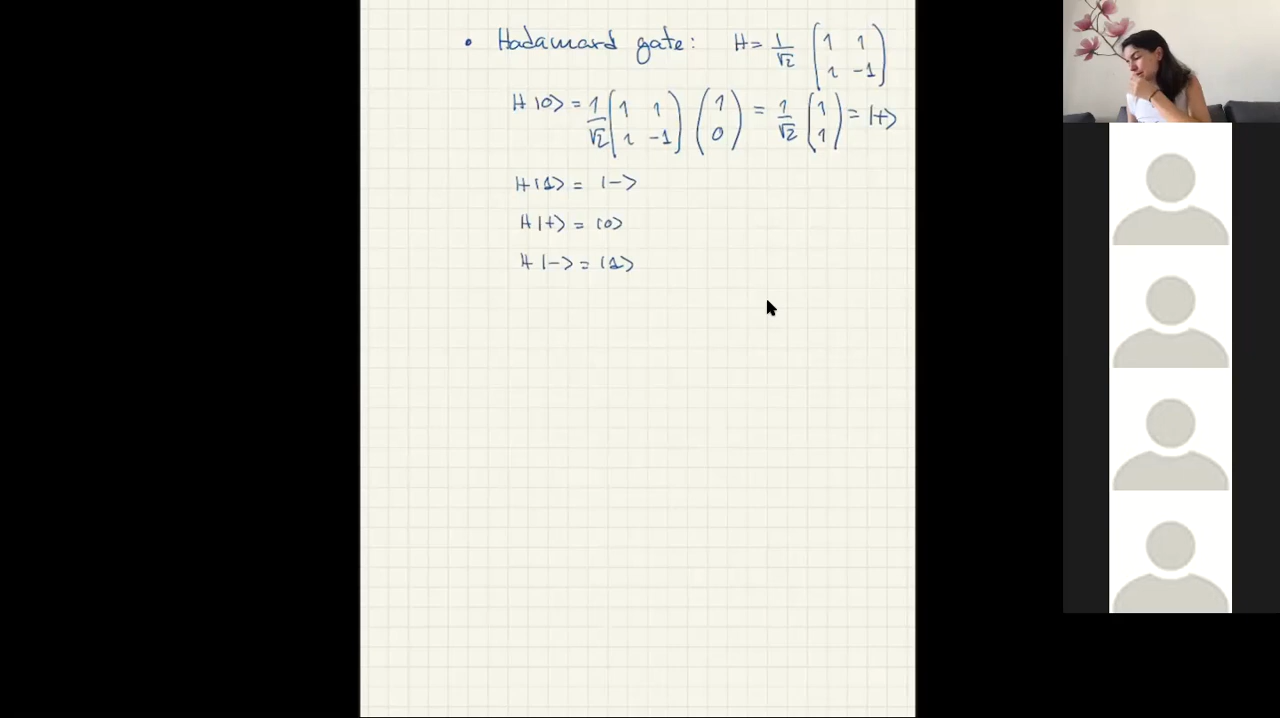 • Hadamard gate: H = 1/√2 (1 1; 1 -1)
H|0> = 1/√2 (1 1; 1 -1) (1; 0) = 1/√2 (1; 1) = |+>
H|1> = |->
H|+> = |0>
H|-> = |1>